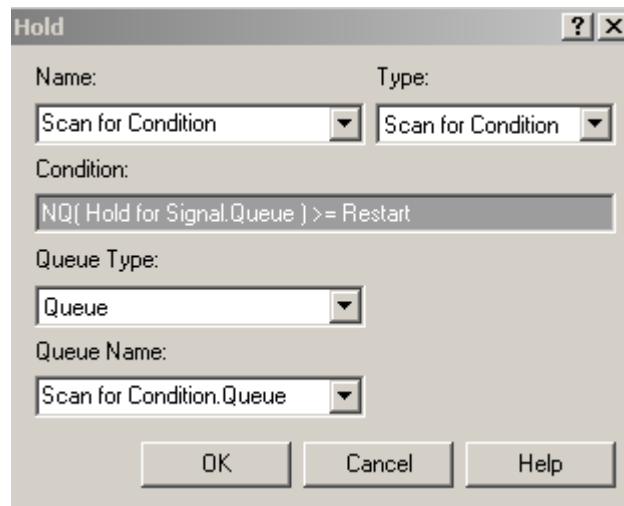 Hold
Name: Type:
Scan for Condition Scan for Condition
Condition:
NQ( Hold for Signal.Queue ) >= Restart
Queue Type:
Queue
Queue Name:
Scan for Condition.Queue
OK Cancel Help